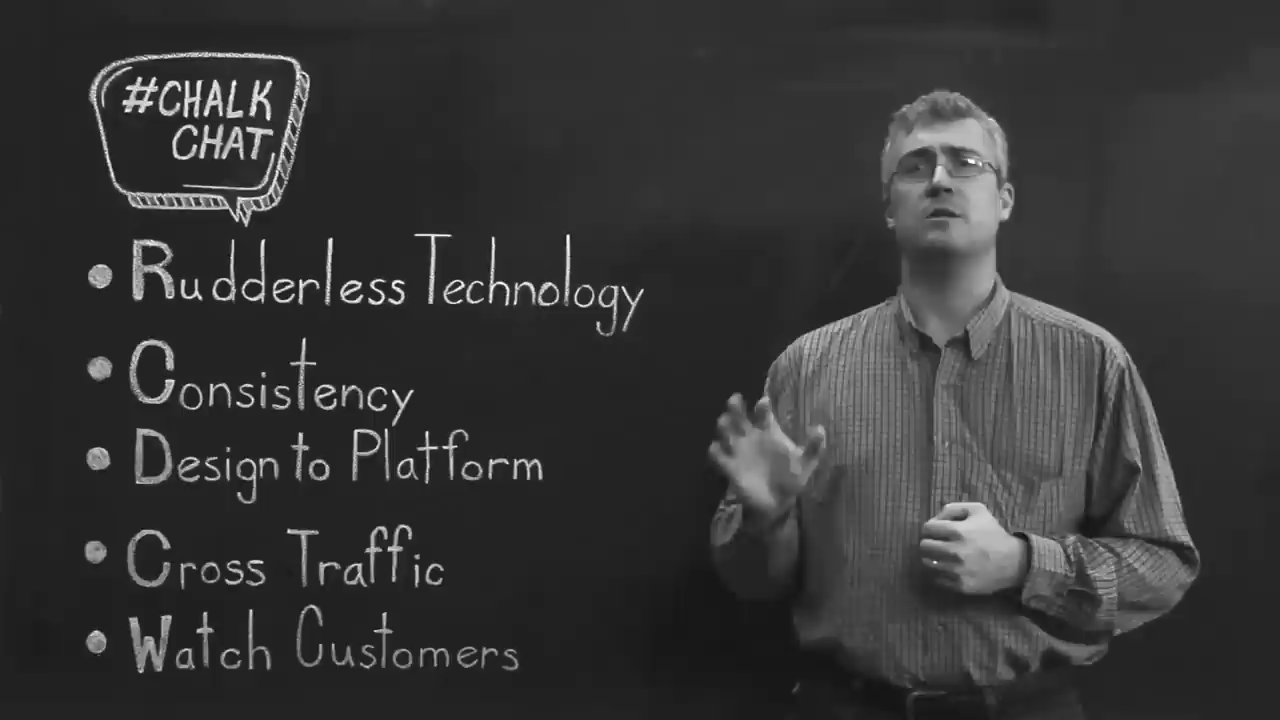 #CHALK
CHAT
• Rudderless Technology
• Consistency
• Design to Platform
• Cross Traffic
• Watch Customers